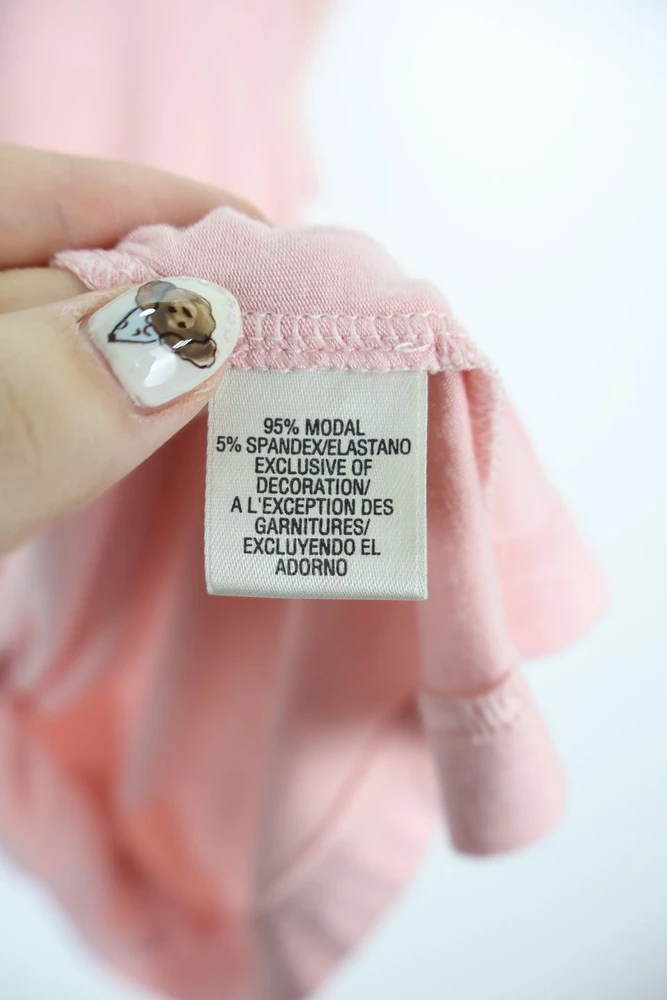 95% MODAL
5% SPANDEX/ELASTANO
EXCLUSIVE OF
DECORATION/
A L'EXCEPTION DES
GARNITURES/
EXCLUYENDO EL
ADORNO